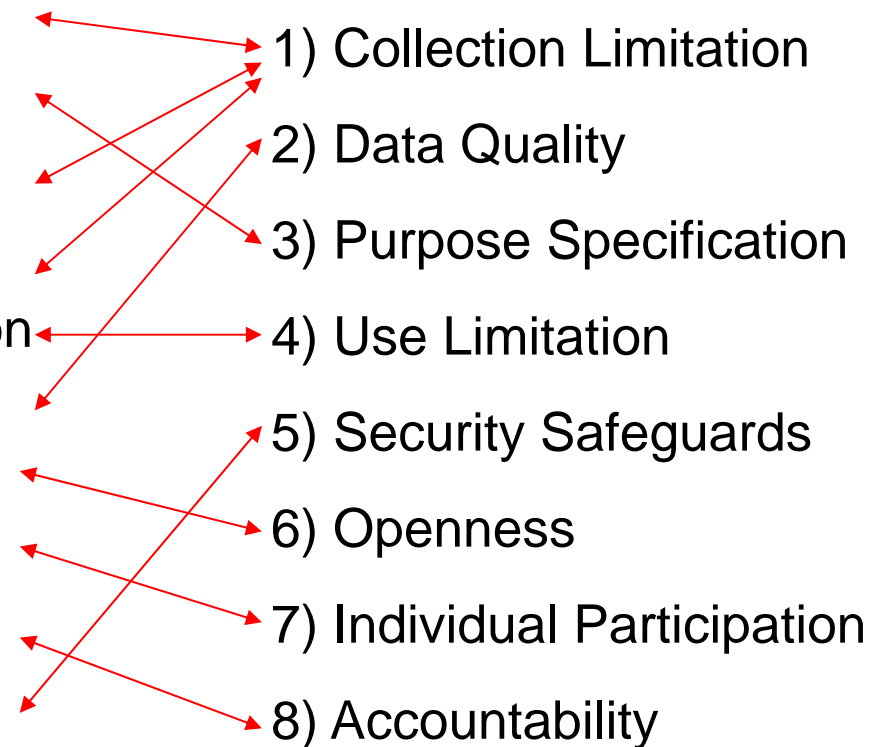 1) Collection Limitation
2) Data Quality
3) Purpose Specification
on 4) Use Limitation
5) Security Safeguards
6) Openness
7) Individual Participation
8) Accountability